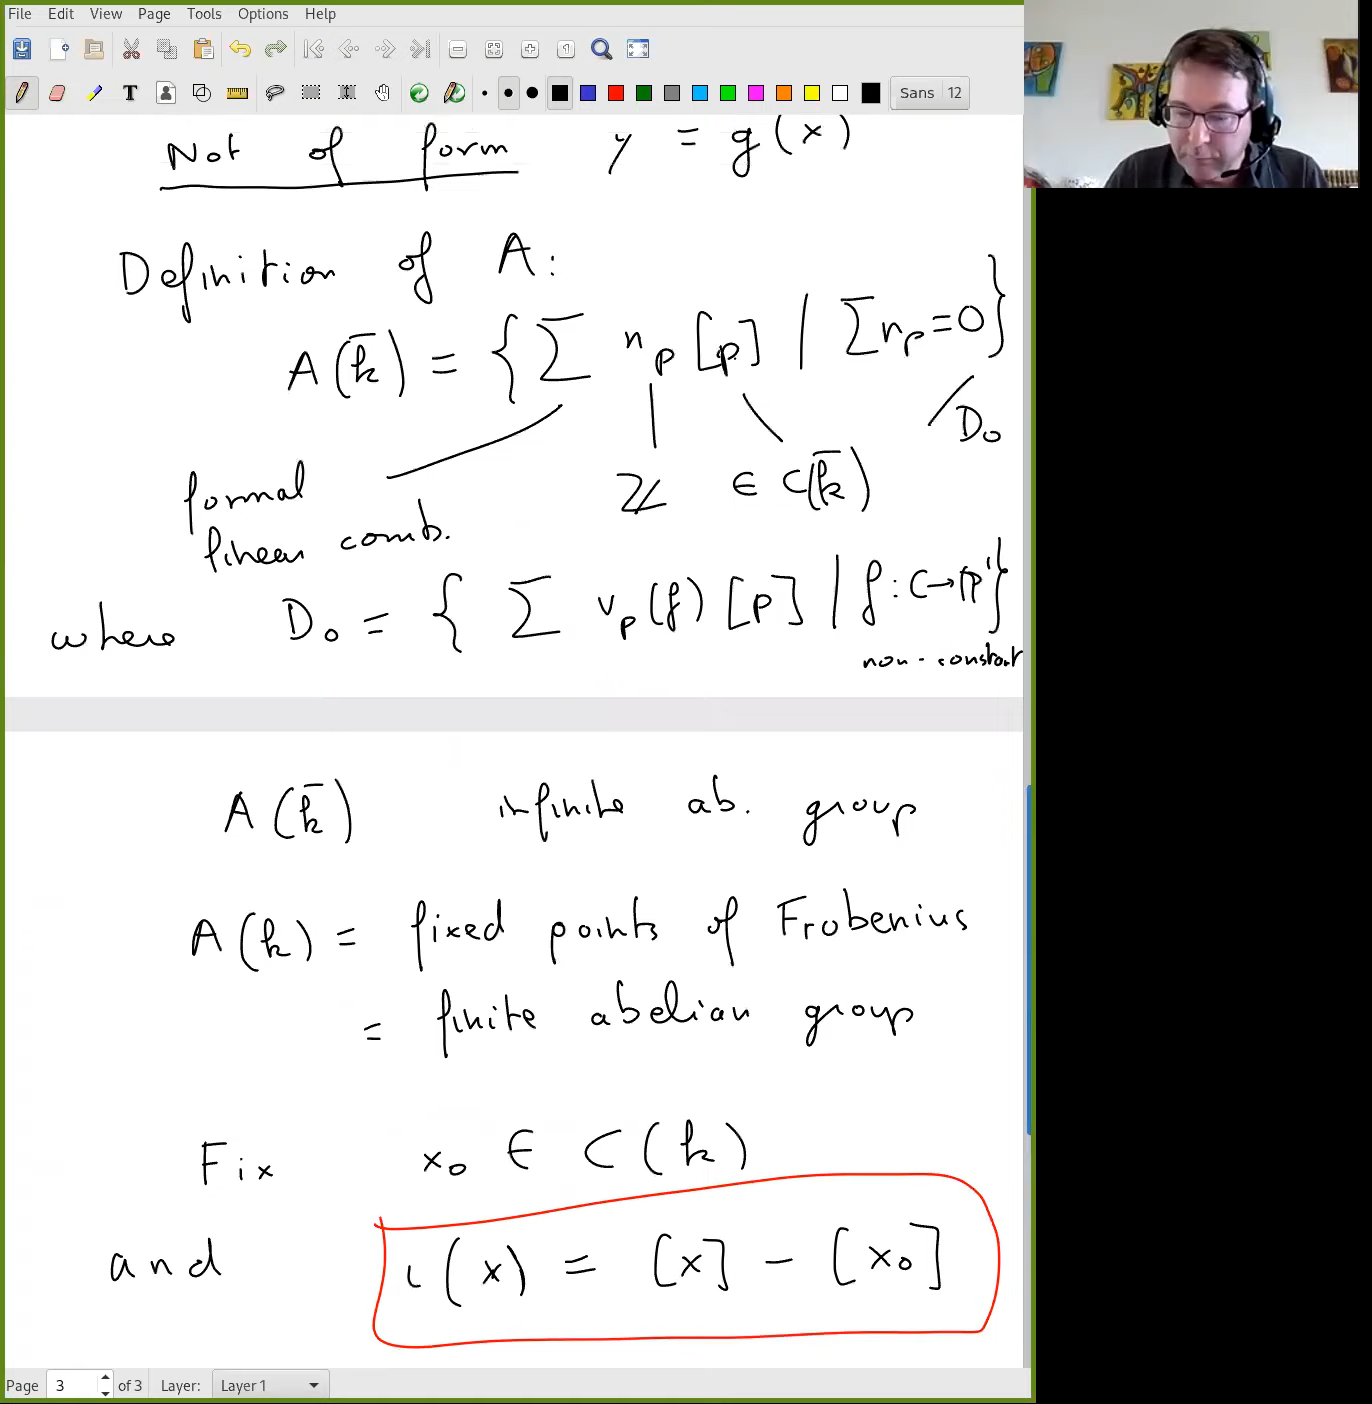 File Edit View Page Tools Options Help
T Sans 12
Not of form y = g(x)
Definition of A:
A(k̄) = { ∑ n_p [p] | ∑ n_p = 0 } / D₀
formal linear comb. ℤ ∈ C(k̄)
where D₀ = { ∑ v_p(f) [p] | f : C → ℙ¹ }
non-constant
A(k̄) infinite ab. group
A(k) = fixed points of Frobenius
= finite abelian group
Fix x₀ ∈ C(k)
and ι(x) = [x] − [x₀]
Page 3 of 3 Layer: Layer 1